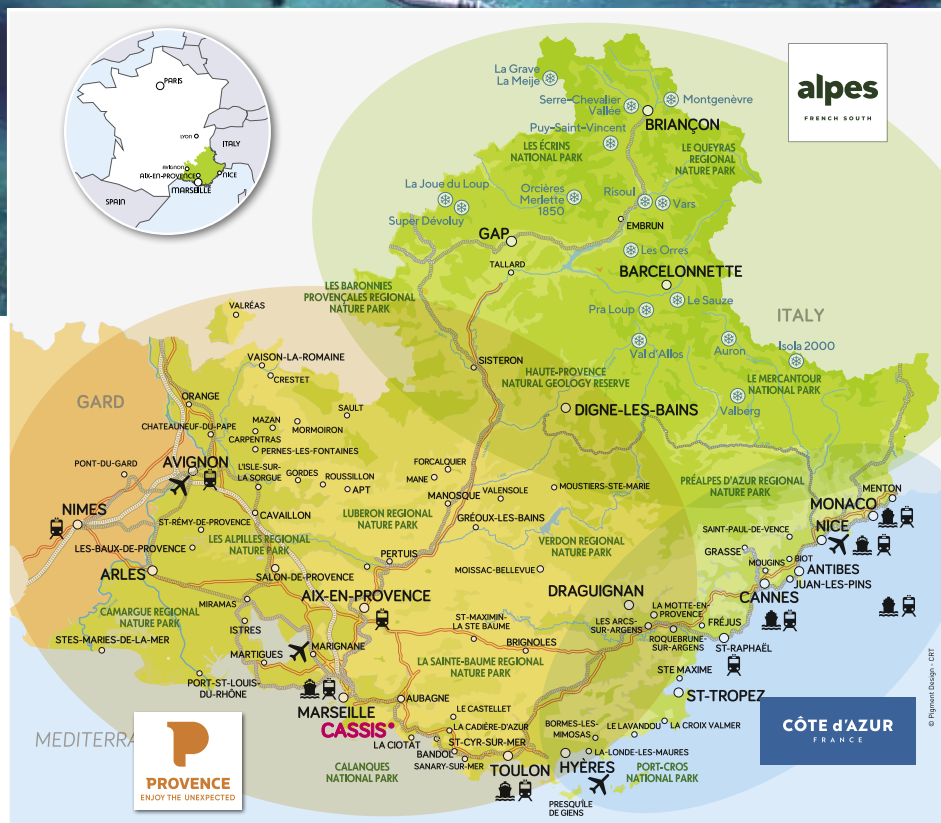 PARIS
LYON
ITALY
AVIGNON
AIX-EN-PROVENCE
NICE
MARSEILLE
SPAIN
alpes
FRENCH SOUTH
La Grave
La Meije
Serre-Chevalier
Vallée
Montgenèvre
BRIANÇON
Puy-Saint-Vincent
LES ÉCRINS
NATIONAL PARK
LE QUEYRAS
REGIONAL
NATURE PARK
La Joue du Loup
Super Dévoluy
Orcières
Merlette
1850
Risoul
Vars
EMBRUN
GAP
TALLARD
Les Orres
BARCELONNETTE
LES BARONNIES
PROVENÇALES REGIONAL
NATURE PARK
Pra Loup
Le Sauze
ITALY
VALRÉAS
Val d'Allos
Auron
Isola 2000
VAISON-LA-ROMAINE
CRESTET
SISTERON
HAUTE-PROVENCE
NATURAL GEOLOGY RESERVE
LE MERCANTOUR
NATIONAL PARK
Valberg
GARD
ORANGE
SAULT
DIGNE-LES-BAINS
CHATEAUNEUF-DU-PAPE
MAZAN
MORMOIRON
CARPENTRAS
PERNES-LES-FONTAINES
PONT-DU-GARD
AVIGNON
L'ISLE-SUR-
LA SORGUE
GORDES
ROUSSILLON
APT
FORCALQUIER
MANE
MANOSQUE
VALENSOLE
MOUSTIERS-STE-MARIE
PRÉALPES D'AZUR REGIONAL
NATURE PARK
MENTON
MONACO
NIMES
CAVAILLON
LUBERON REGIONAL
NATURE PARK
GRÉOUX-LES-BAINS
ST-RÉMY-DE-PROVENCE
LES ALPILLES REGIONAL
NATURE PARK
LES-BAUX-DE-PROVENCE
VERDON REGIONAL
NATURE PARK
SAINT-PAUL-DE-VENCE
NICE
GRASSE
BIOT
MOUGINS
ANTIBES
JUAN-LES-PINS
CANNES
PERTUIS
MOISSAC-BELLEVUE
ARLES
SALON-DE-PROVENCE
AIX-EN-PROVENCE
DRAGUIGNAN
MIRAMAS
CAMARGUE REGIONAL
NATURE PARK
ISTRES
ST-MAXIMIN-
LA STE BAUME
LES ARCS-
SUR-ARGENS
LA MOTTE-EN-
PROVENCE
FRÉJUS
ROQUEBRUNE-
SUR-ARGENS
ST-RAPHAËL
STES-MARIES-DE-LA-MER
MARTIGUES
MARIGNANE
BRIGNOLES
LA SAINTE-BAUME REGIONAL
NATURE PARK
STE MAXIME
ST-TROPEZ
PORT-ST-LOUIS-
DU-RHÔNE
MARSEILLE
CASSIS
AUBAGNE
LE CASTELLET
LA CADIÈRE-D'AZUR
LA CIOTAT
ST-CYR-SUR-MER
BANDOL
SANARY-SUR-MER
BORMES-LES-
MIMOSAS
LE LAVANDOU
LA CROIX VALMER
LA-LONDE-LES-MAURES
TOULON
HYÈRES
PORT-CROS
NATIONAL PARK
PRESQU'ÎLE
DE GIENS
CALANQUES
NATIONAL PARK
MEDITERRA
PROVENCE
ENJOY THE UNEXPECTED
CÔTE d'AZUR
FRANCE
© Pigment Design - CRT